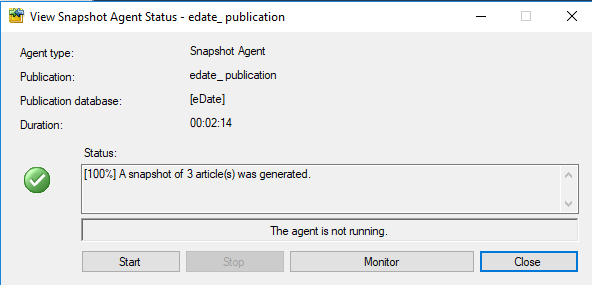 View Snapshot Agent Status - edate_ publication
Agent type: Snapshot Agent
Publication: edate_ publication
Publication database: [eDate]
Duration: 00:02:14
Status:
[100%] A snapshot of 3 article(s) was generated.
The agent is not running.
Start Stop Monitor Close